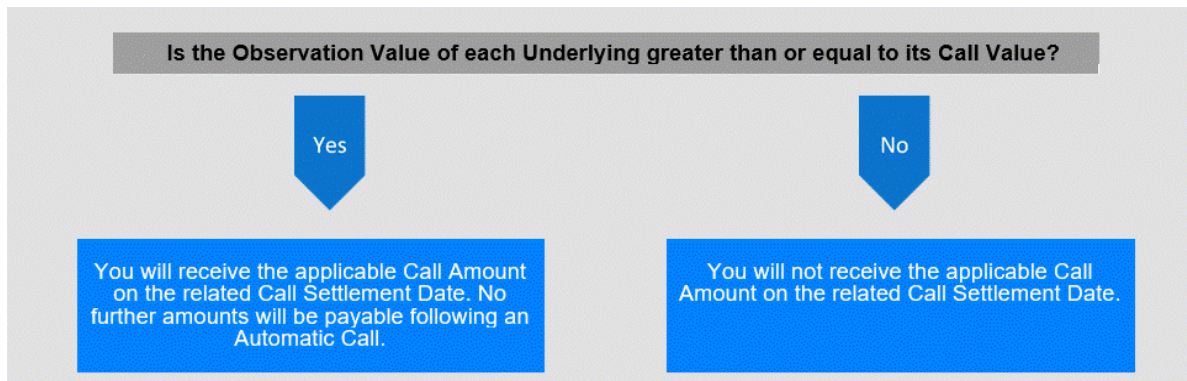 Is the Observation Value of each Underlying greater than or equal to its Call Value?
Yes
No
You will receive the applicable Call Amount
on the related Call Settlement Date. No
further amounts will be payable following an
Automatic Call.
You will not receive the applicable Call
Amount on the related Call Settlement Date.